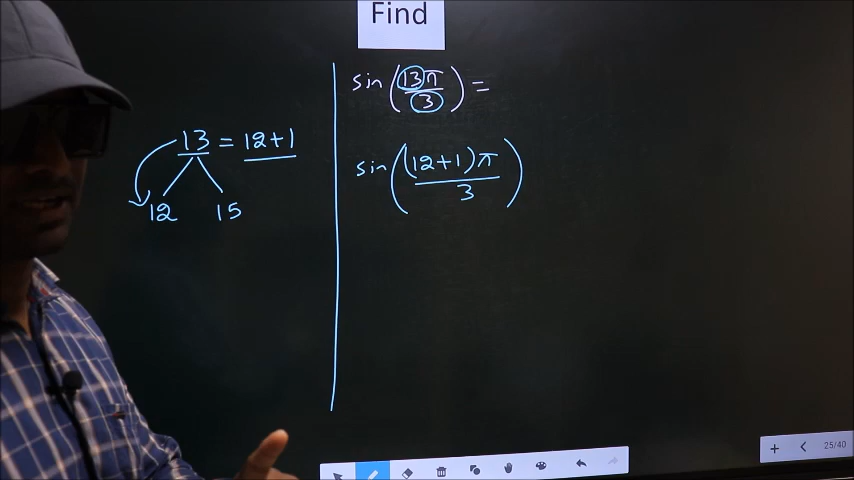 Find
13 = 12+1
12 15
sin(13π/3) =
sin((12+1)π/3)
25/40